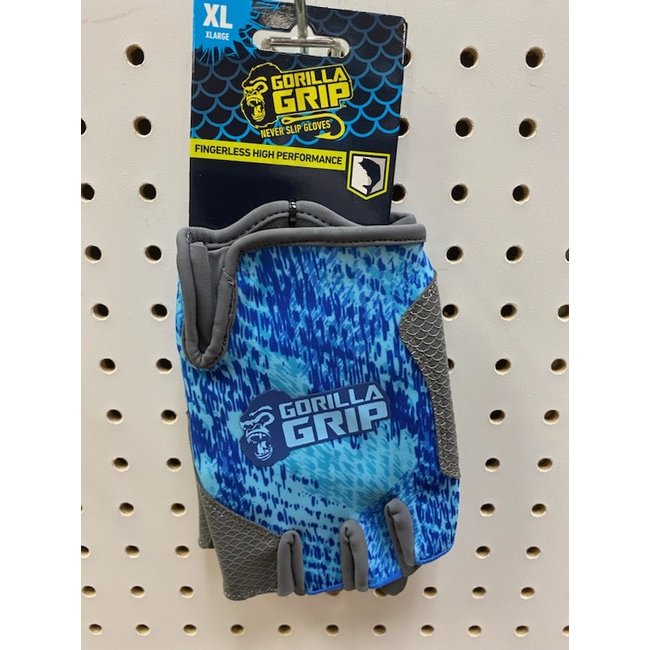 XL
XLARGE
GORILLA
GRIP
NEVER SLIP GLOVES
FINGERLESS HIGH PERFORMANCE
GORILLA
GRIP